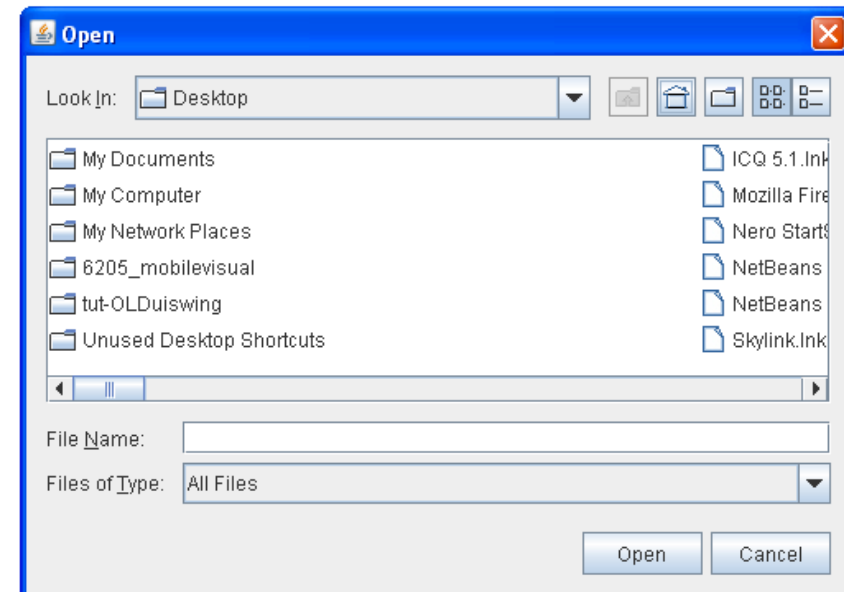 Open
Look In: Desktop
My Documents
My Computer
My Network Places
6205_mobilevisual
tut-OLDuiswing
Unused Desktop Shortcuts
ICQ 5.1.lnk
Mozilla Fire
Nero StartS
NetBeans
NetBeans
Skylink.lnk
File Name:
Files of Type: All Files
Open Cancel